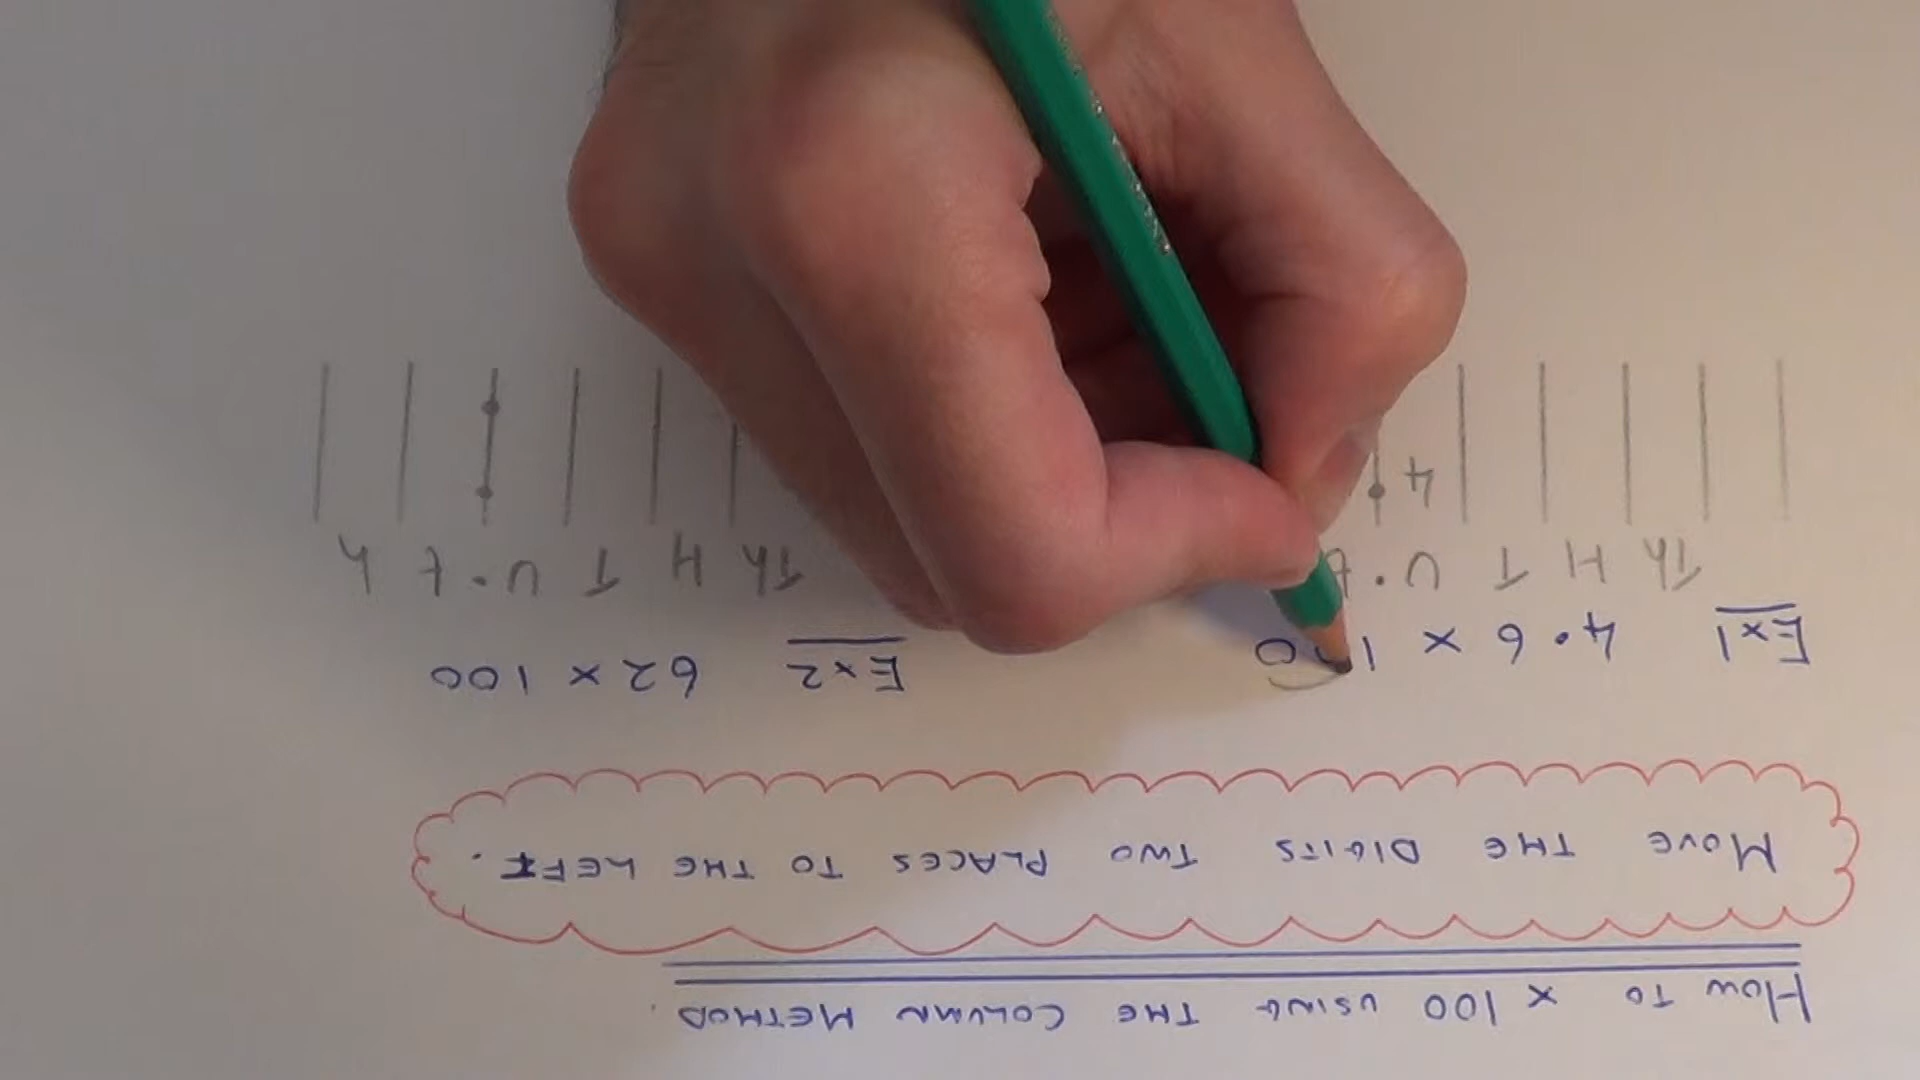 HOW TO × 100 USING THE COLUMN METHOD.
MOVE THE DIGITS TWO PLACES TO THE LEFT.
Ex1 4.6 × 100
Ex2 62 × 100
Th H T U . t
Th H T U . t h
4 .